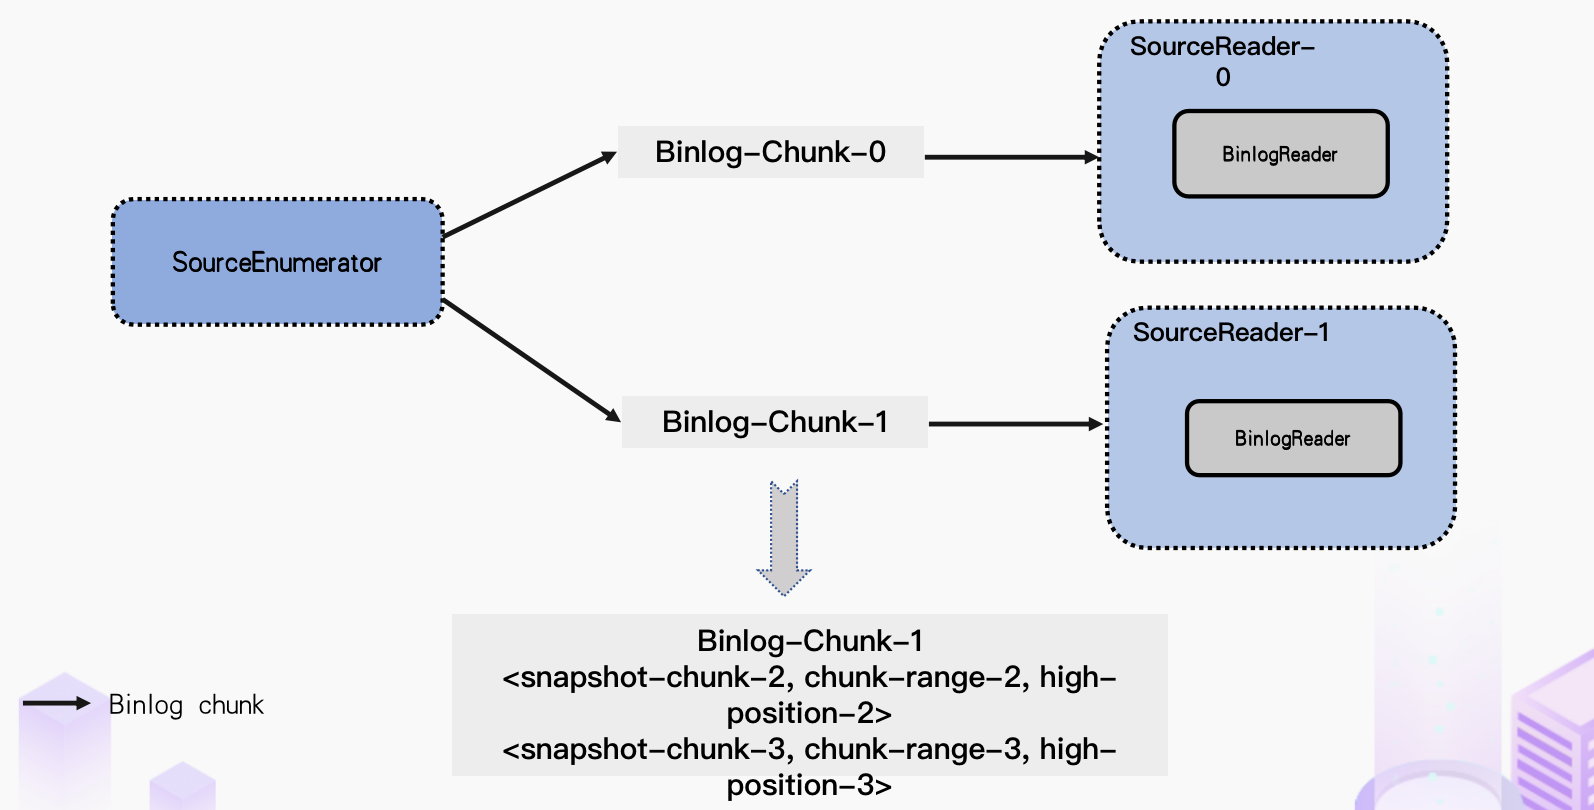 SourceReader–
0
BinlogReader
Binlog–Chunk–0
SourceEnumerator
SourceReader–1
BinlogReader
Binlog–Chunk–1
Binlog–Chunk–1
<snapshot–chunk–2, chunk–range–2, high–
position–2>
<snapshot–chunk–3, chunk–range–3, high–
position–3>
Binlog chunk